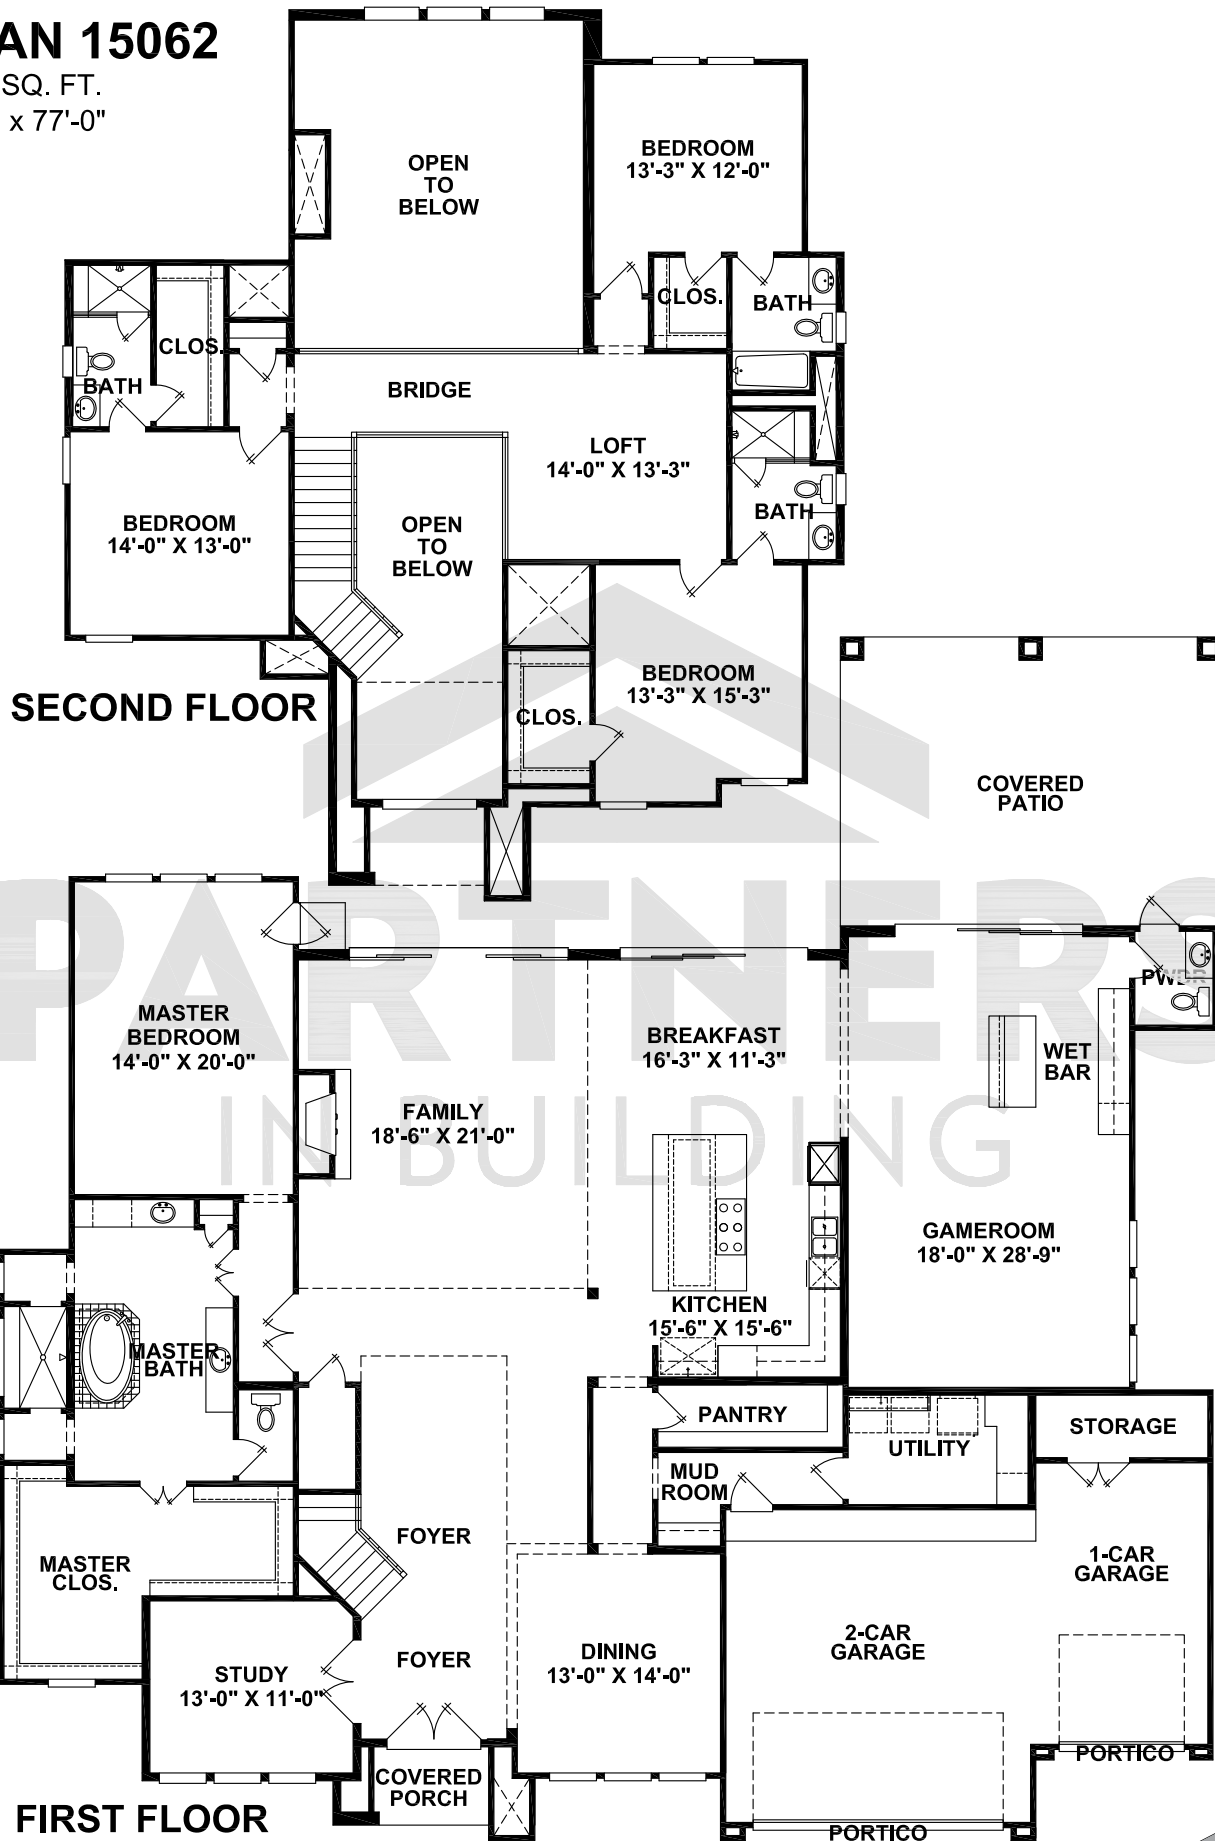 AN 15062
SQ. FT.
x 77'-0"
OPEN
TO
BELOW
BEDROOM
13'-3" X 12'-0"
CLOS.
BATH
CLOS.
BATH
BRIDGE
LOFT
14'-0" X 13'-3"
BATH
BEDROOM
14'-0" X 13'-0"
OPEN
TO
BELOW
BEDROOM
13'-3" X 15'-3"
CLOS.
SECOND FLOOR
COVERED
PATIO
PARTNERS
IN BUILDING
PWDR
MASTER
BEDROOM
14'-0" X 20'-0"
BREAKFAST
16'-3" X 11'-3"
WET
BAR
FAMILY
18'-6" X 21'-0"
GAMEROOM
18'-0" X 28'-9"
KITCHEN
15'-6" X 15'-6"
MASTER
BATH
PANTRY
UTILITY
STORAGE
MUD
ROOM
FOYER
MASTER
CLOS.
1-CAR
GARAGE
2-CAR
GARAGE
FOYER
DINING
13'-0" X 14'-0"
STUDY
13'-0" X 11'-0"
PORTICO
COVERED
PORCH
FIRST FLOOR
PORTICO